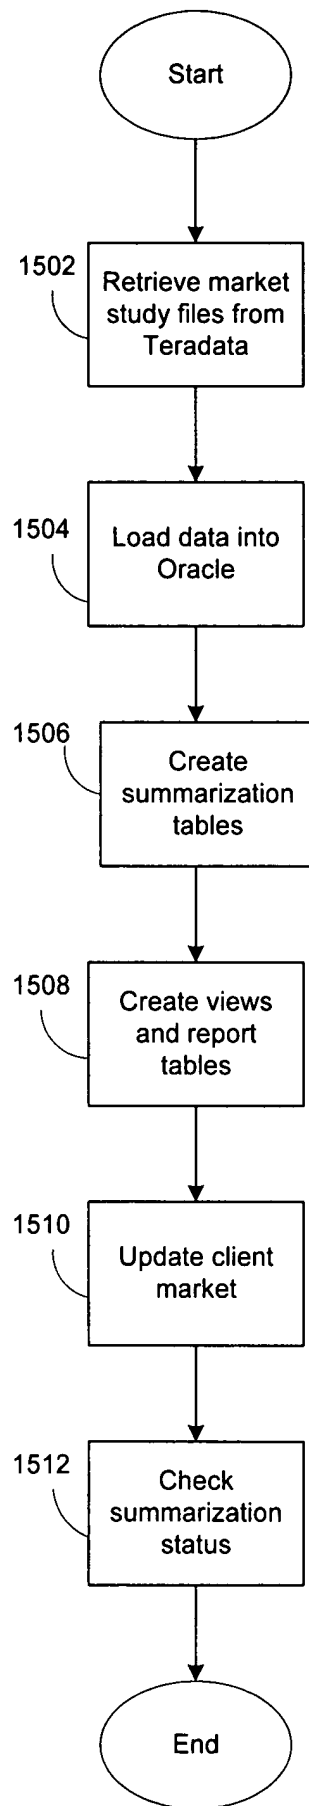 Start
1502
Retrieve market
study files from
Teradata
1504
Load data into
Oracle
1506
Create
summarization
tables
1508
Create views
and report
tables
1510
Update client
market
1512
Check
summarization
status
End